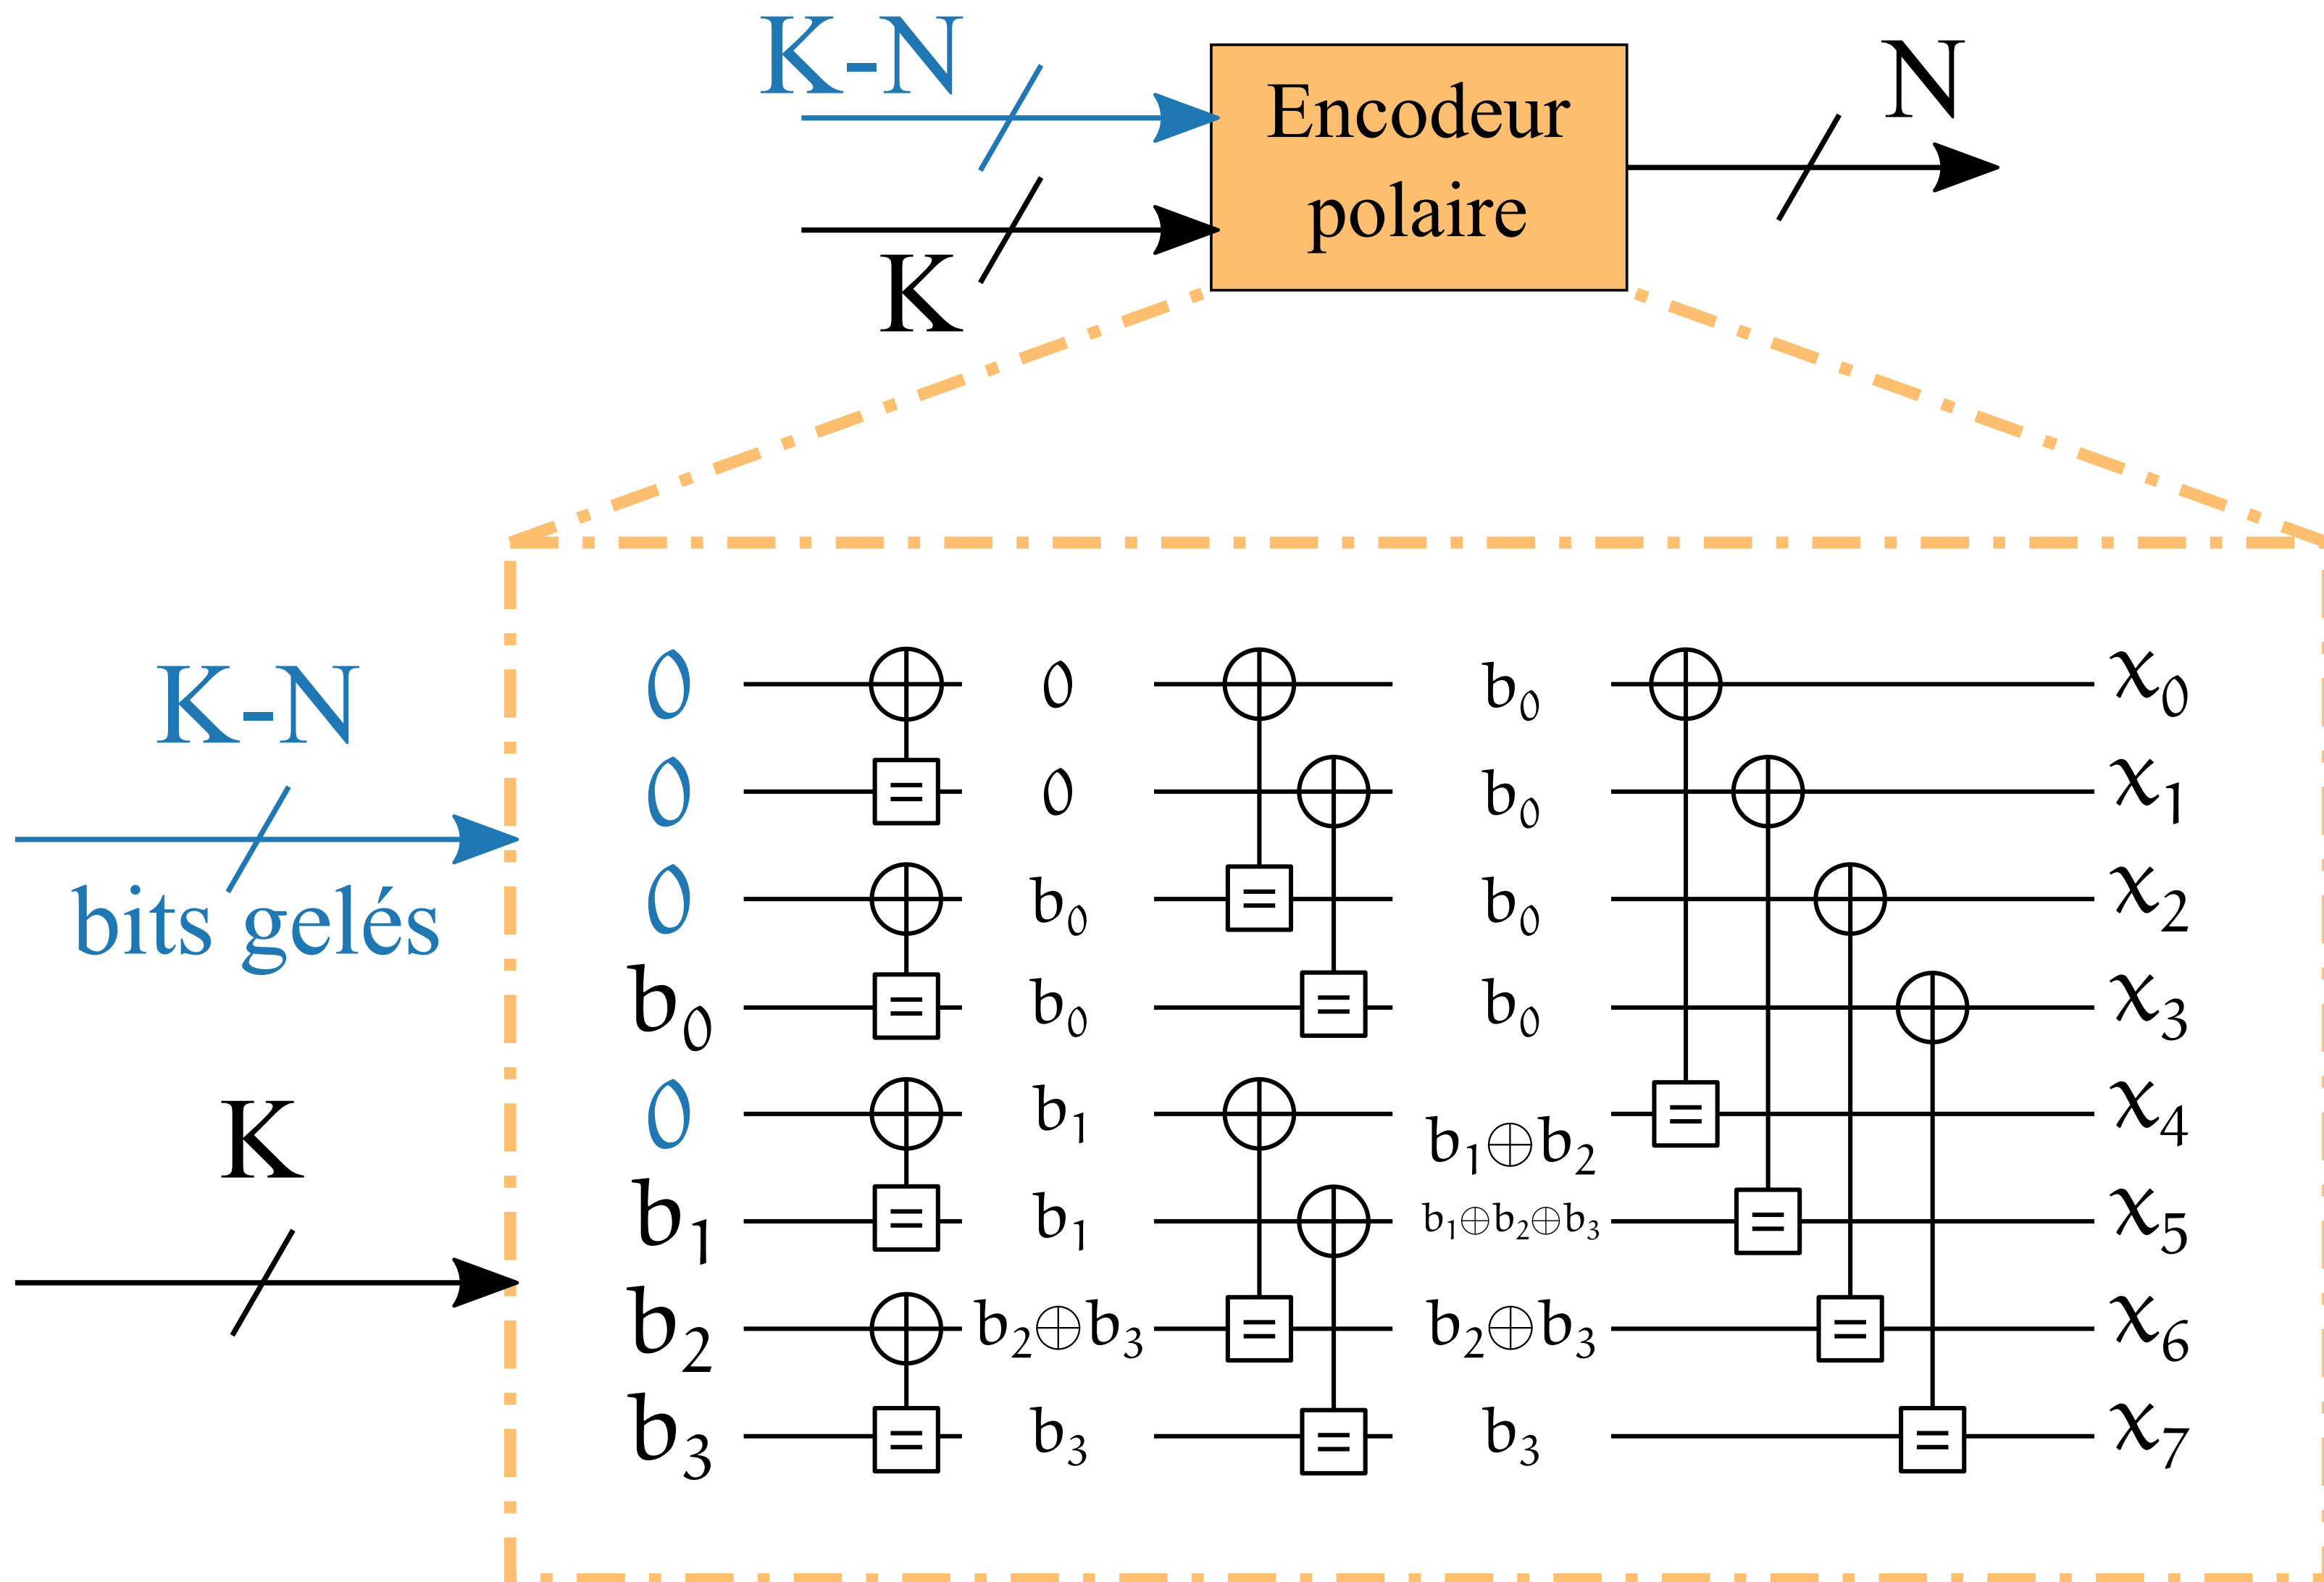 K-N
K
Encodeur
polaire
N
K-N
bits gelés
K
0 0 b₀ x₀
0 0 b₀ x₁
0 b₀ b₀ x₂
b₀ b₀ b₀ x₃
0 b₁ b₁⊕b₂ x₄
b₁ b₁ b₁⊕b₂⊕b₃ x₅
b₂ b₂⊕b₃ b₂⊕b₃ x₆
b₃ b₃ b₃ x₇